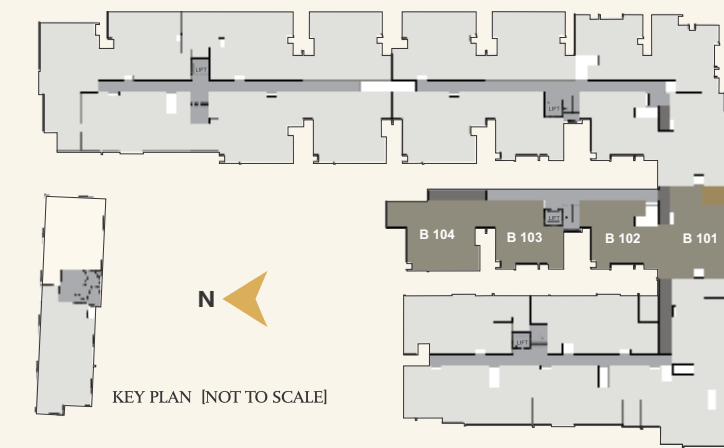 LIFT
LIFT
LIFT
B 104
B 103
B 102
B 101
N
LIFT
KEY PLAN [NOT TO SCALE]